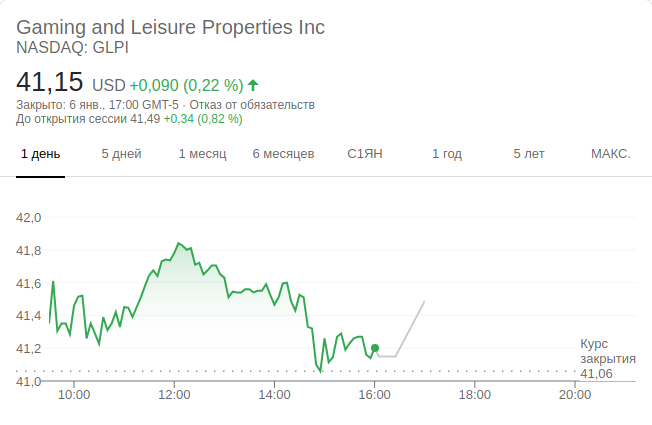 Gaming and Leisure Properties Inc
NASDAQ: GLPI
41,15 USD +0,090 (0,22 %)
Закрыто: 6 янв., 17:00 GMT-5 · Отказ от обязательств
До открытия сессии 41,49 +0,34 (0,82 %)
1 день 5 дней 1 месяц 6 месяцев С1ЯН 1 год 5 лет МАКС.
42,0
41,8
41,6
41,4
41,2
Курс
закрытия
41,06
41,0
10:00 12:00 14:00 16:00 18:00 20:00